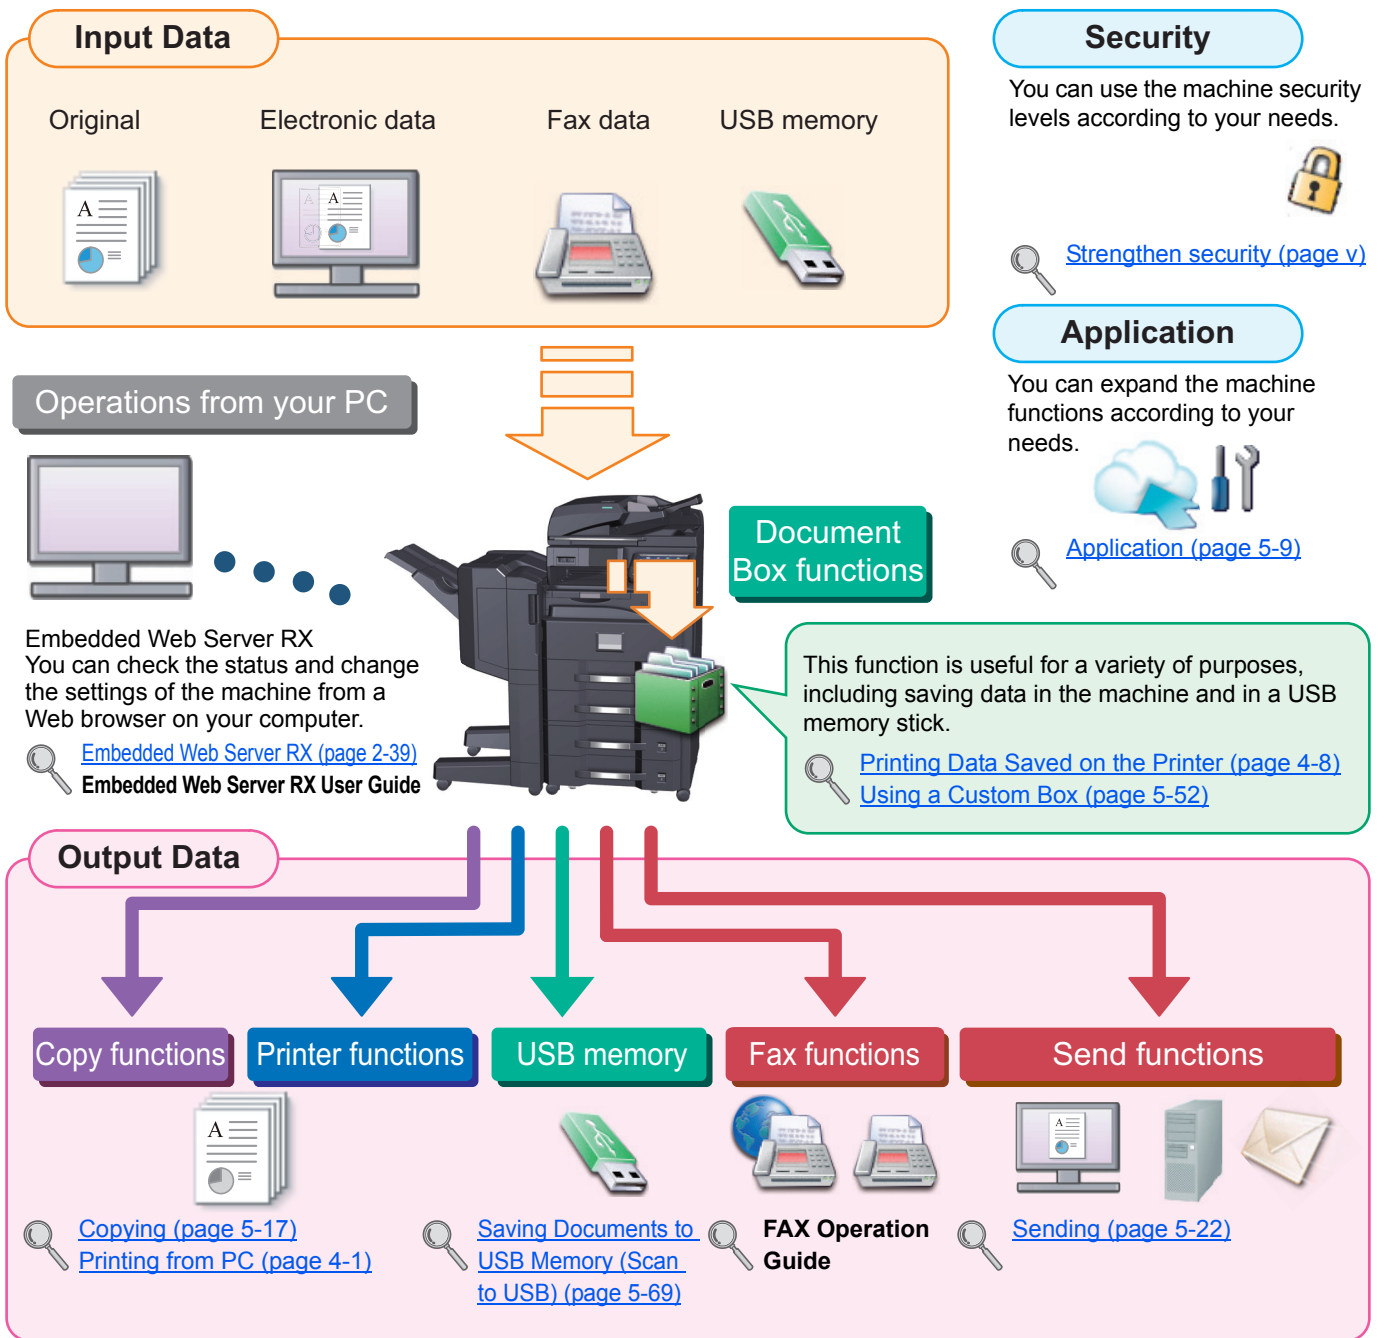 Input Data
Original
Electronic data
Fax data
USB memory
Security
You can use the machine security
levels according to your needs.
Strengthen security (page v)
Application
You can expand the machine
functions according to your
needs.
Application (page 5-9)
Operations from your PC
Embedded Web Server RX
You can check the status and change
the settings of the machine from a
Web browser on your computer.
Embedded Web Server RX (page 2-39)
Embedded Web Server RX User Guide
Document
Box functions
This function is useful for a variety of purposes,
including saving data in the machine and in a USB
memory stick.
Printing Data Saved on the Printer (page 4-8)
Using a Custom Box (page 5-52)
Output Data
Copy functions
Printer functions
USB memory
Fax functions
Send functions
Copying (page 5-17)
Printing from PC (page 4-1)
Saving Documents to
USB Memory (Scan
to USB) (page 5-69)
FAX Operation
Guide
Sending (page 5-22)